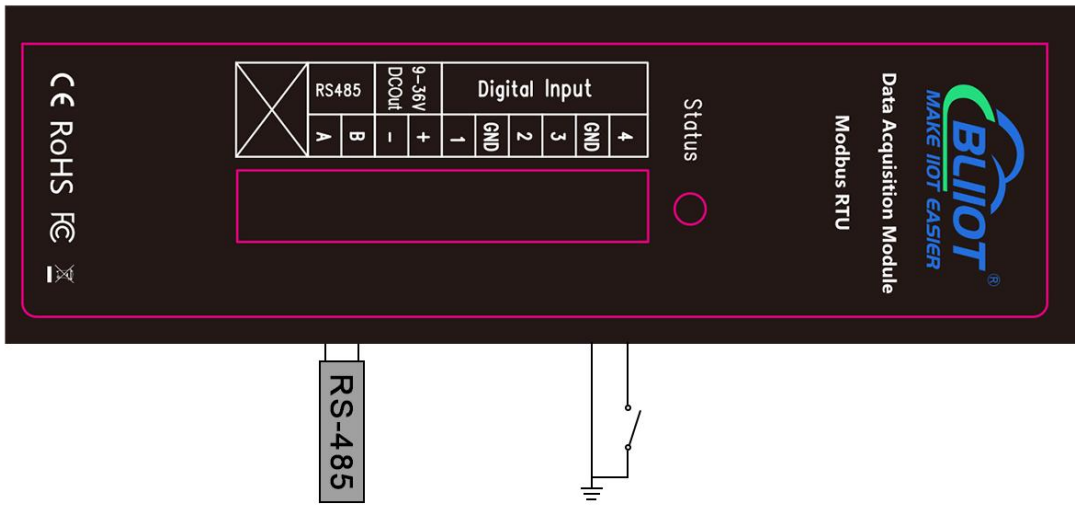 CE RoHS FC
RS485
9-36V
DCOut
Digital Input
A B - + 1 GND 2 3 GND 4
Status
Modbus RTU
Data Acquisition Module
BLIIOT®
MAKE IIOT EASIER
RS-485